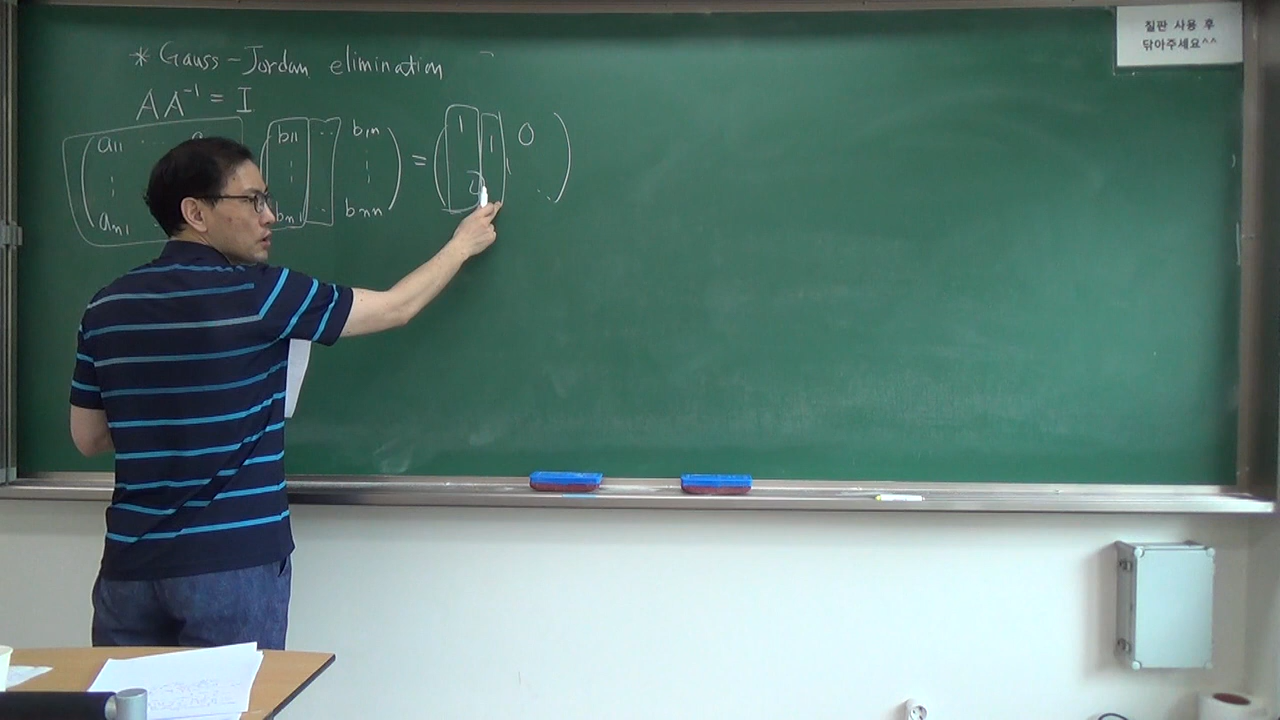 * Gauss-Jordan elimination
칠판 사용 후
닦아주세요^^
AA⁻¹ = I
( a₁₁ ··· ⋮ aₙ₁ ) ( b₁₁ ·· b₁ₙ ⋮ ⋮ bₙ₁ · bₙₙ ) = ( 1 1 0 )